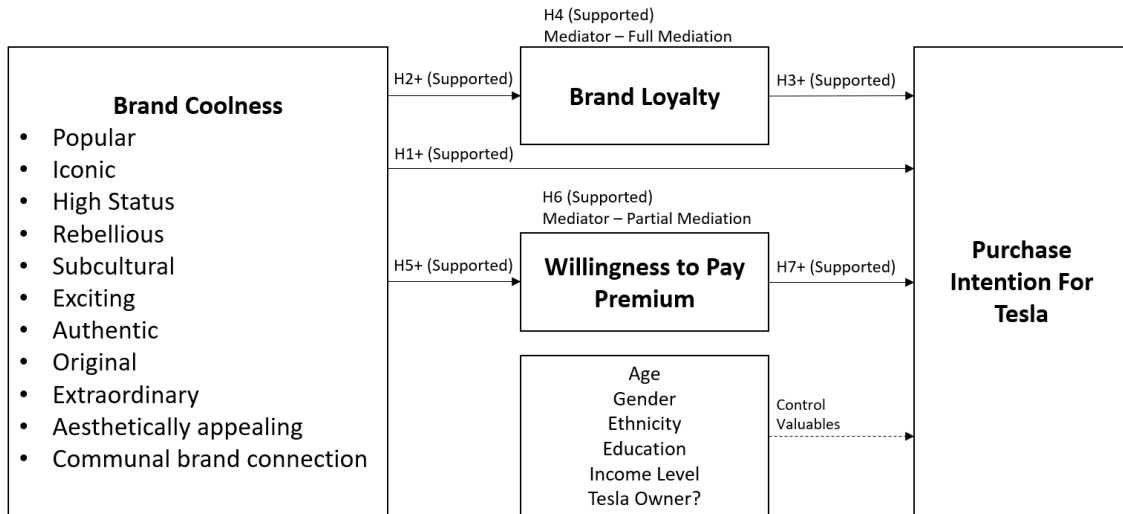 Brand Coolness
• Popular
• Iconic
• High Status
• Rebellious
• Subcultural
• Exciting
• Authentic
• Original
• Extraordinary
• Aesthetically appealing
• Communal brand connection
H4 (Supported)
Mediator – Full Mediation
H2+ (Supported)
Brand Loyalty
H3+ (Supported)
H1+ (Supported)
H6 (Supported)
Mediator – Partial Mediation
H5+ (Supported)
Willingness to Pay
Premium
H7+ (Supported)
Age
Gender
Ethnicity
Education
Income Level
Tesla Owner?
Control
Valuables
Purchase
Intention For
Tesla